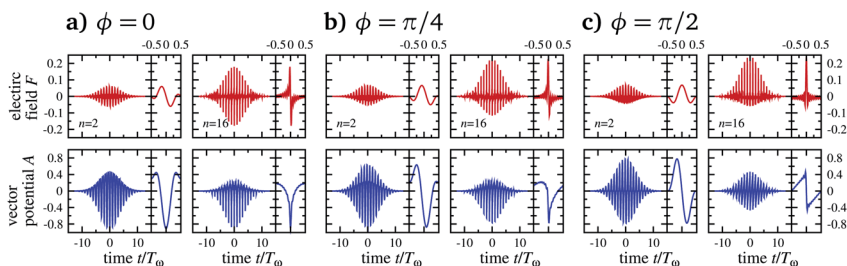 a) ϕ = 0
b) ϕ = π/4
c) ϕ = π/2
-0.5 0 0.5
-0.5 0 0.5
-0.5 0 0.5
-0.5 0 0.5
-0.5 0 0.5
-0.5 0 0.5
electirc
field F
0.2
0.1
0
-0.1
-0.2
n=2
n=16
n=2
n=16
n=2
n=16
vector
potential A
0.8
0.4
0
-0.4
-0.8
-10 0 10
-10 0 10
-10 0 10
-10 0 10
-10 0 10
-10 0 10
time t/Tω
time t/Tω
time t/Tω
time t/Tω
time t/Tω
time t/Tω
0.2
0.1
0
-0.1
-0.2
0.8
0.4
0
-0.4
-0.8